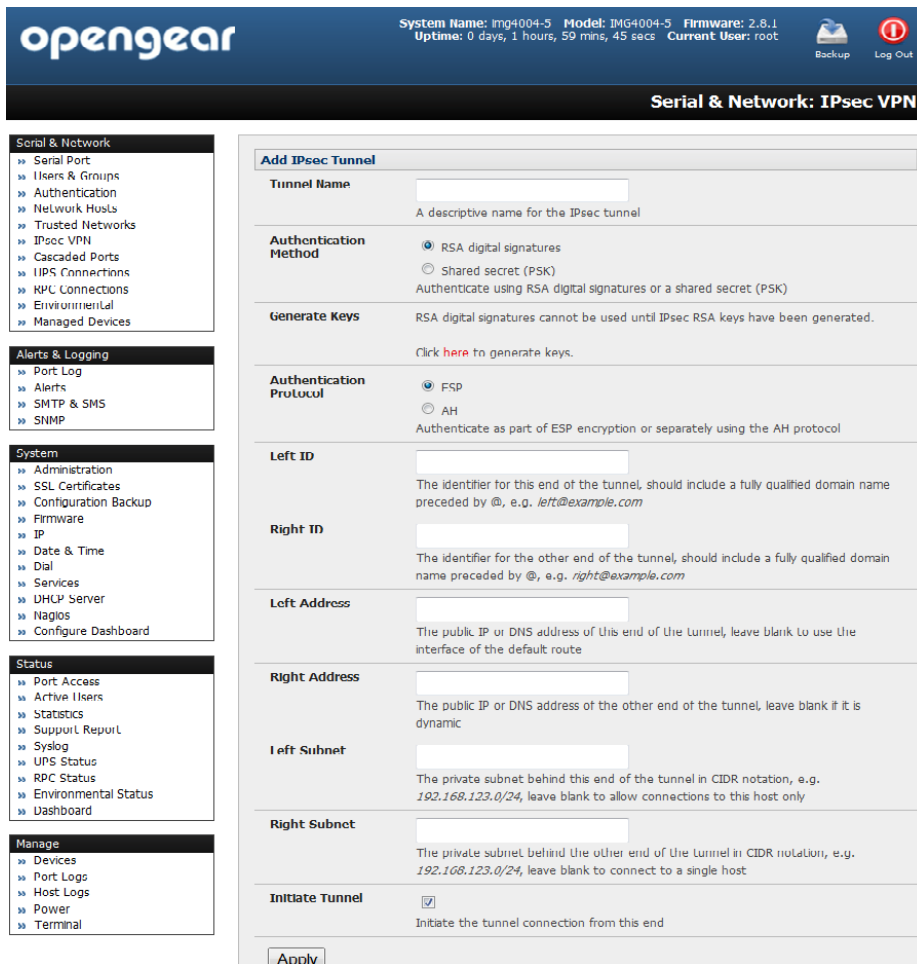 opengear
System Name: img4004-5 Model: IMG4004-5 Firmware: 2.8.1
Uptime: 0 days, 1 hours, 59 mins, 45 secs Current User: root
Backup
Log Out
Serial & Network: IPsec VPN
Serial & Network
» Serial Port
» Users & Groups
» Authentication
» Network Hosts
» Trusted Networks
» IPsec VPN
» Cascaded Ports
» UPS Connections
» RPC Connections
» Environmental
» Managed Devices
Alerts & Logging
» Port Log
» Alerts
» SMTP & SMS
» SNMP
System
» Administration
» SSL Certificates
» Configuration Backup
» Firmware
» IP
» Date & Time
» Dial
» Services
» DHCP Server
» Nagios
» Configure Dashboard
Status
» Port Access
» Active Users
» Statistics
» Support Report
» Syslog
» UPS Status
» RPC Status
» Environmental Status
» Dashboard
Manage
» Devices
» Port Logs
» Host Logs
» Power
» Terminal
Add IPsec Tunnel
Tunnel Name
A descriptive name for the IPsec tunnel
Authentication
Method
RSA digital signatures
Shared secret (PSK)
Authenticate using RSA digital signatures or a shared secret (PSK)
Generate Keys
RSA digital signatures cannot be used until IPsec RSA keys have been generated.
Click here to generate keys.
Authentication
Protocol
ESP
AH
Authenticate as part of ESP encryption or separately using the AH protocol
Left ID
The identifier for this end of the tunnel, should include a fully qualified domain name
preceded by @, e.g. left@example.com
Right ID
The identifier for the other end of the tunnel, should include a fully qualified domain
name preceded by @, e.g. right@example.com
Left Address
The public IP or DNS address of this end of the tunnel, leave blank to use the
interface of the default route
Right Address
The public IP or DNS address of the other end of the tunnel, leave blank if it is
dynamic
Left Subnet
The private subnet behind this end of the tunnel in CIDR notation, e.g.
192.168.123.0/24, leave blank to allow connections to this host only
Right Subnet
The private subnet behind the other end of the tunnel in CIDR notation, e.g.
192.168.123.0/24, leave blank to connect to a single host
Initiate Tunnel
Initiate the tunnel connection from this end
Apply